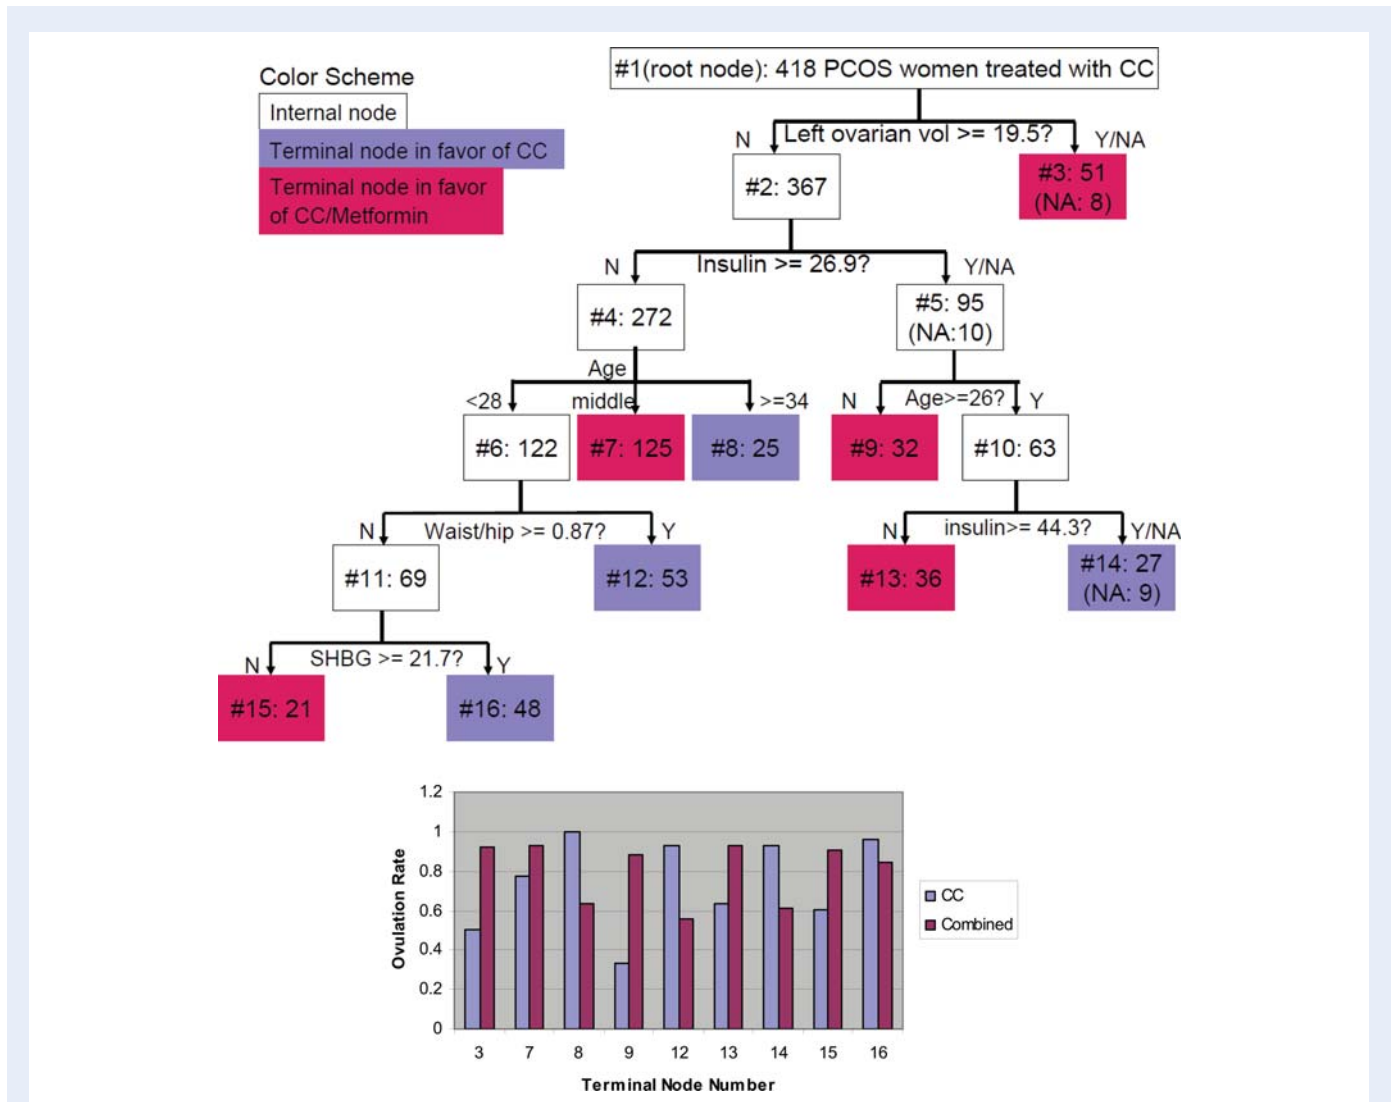 Color Scheme
Internal node
Terminal node in favor of CC
Terminal node in favor
of CC/Metformin
#1(root node): 418 PCOS women treated with CC
N
Left ovarian vol >= 19.5?
Y/NA
#2: 367
#3: 51
(NA: 8)
N
Insulin >= 26.9?
Y/NA
#4: 272
#5: 95
(NA:10)
Age
<28
middle
>=34
N
Age>=26?
Y
#6: 122
#7: 125
#8: 25
#9: 32
#10: 63
N
Waist/hip >= 0.87?
Y
N
insulin>= 44.3?
Y/NA
#11: 69
#12: 53
#13: 36
#14: 27
(NA: 9)
N
SHBG >= 21.7?
Y
#15: 21
#16: 48
1.2
1
0.8
0.6
0.4
0.2
0
Ovulation Rate
3 7 8 9 12 13 14 15 16
Terminal Node Number
CC
Combined